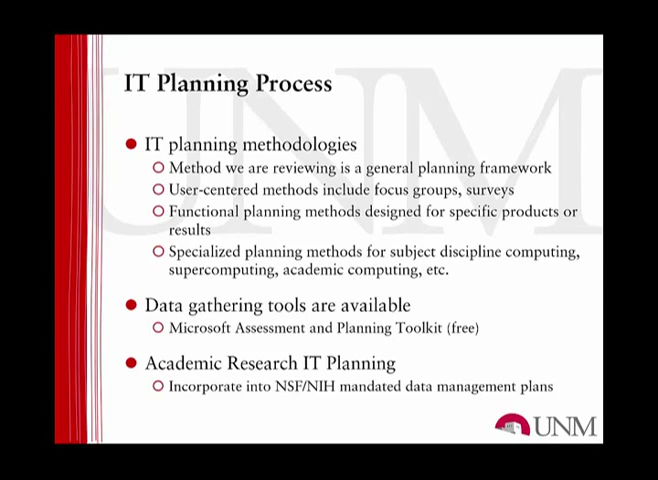 IT Planning Process
IT planning methodologies
Method we are reviewing is a general planning framework
User-centered methods include focus groups, surveys
Functional planning methods designed for specific products or
results
Specialized planning methods for subject discipline computing,
supercomputing, academic computing, etc.
Data gathering tools are available
Microsoft Assessment and Planning Toolkit (free)
Academic Research IT Planning
Incorporate into NSF/NIH mandated data management plans
UNM
UNM